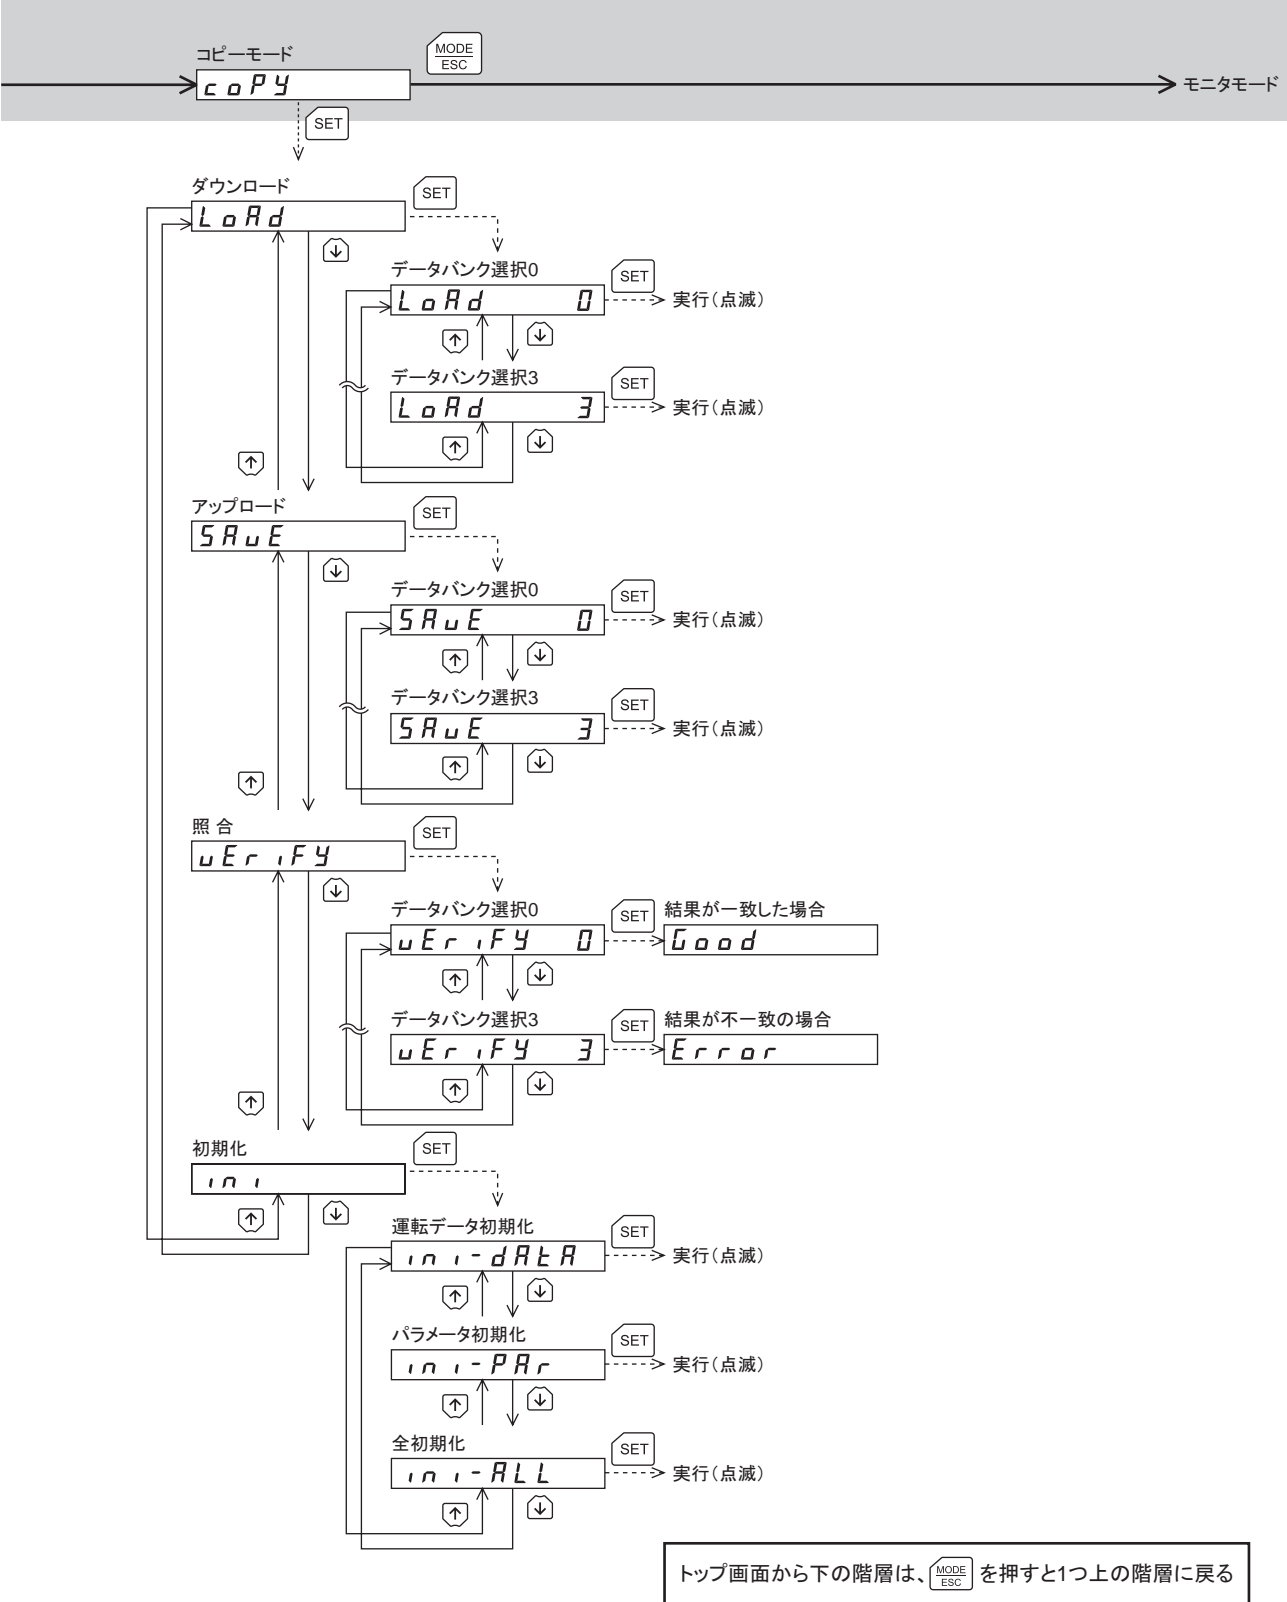 コピーモード
MODE
ESC
coPY
モニタモード
SET
ダウンロード
SET
LoAd
データバンク選択0
SET
LoAd 0
実行(点滅)
データバンク選択3
SET
LoAd 3
実行(点滅)
アップロード
SET
SAvE
データバンク選択0
SET
SAvE 0
実行(点滅)
データバンク選択3
SET
SAvE 3
実行(点滅)
照合
SET
vEriFY
データバンク選択0
SET
結果が一致した場合
vEriFY 0
Good
データバンク選択3
SET
結果が不一致の場合
vEriFY 3
Error
初期化
SET
ini
運転データ初期化
SET
ini-dAtA
実行(点滅)
パラメータ初期化
SET
ini-PAr
実行(点滅)
全初期化
SET
ini-ALL
実行(点滅)
トップ画面から下の階層は、MODE ESC を押すと1つ上の階層に戻る